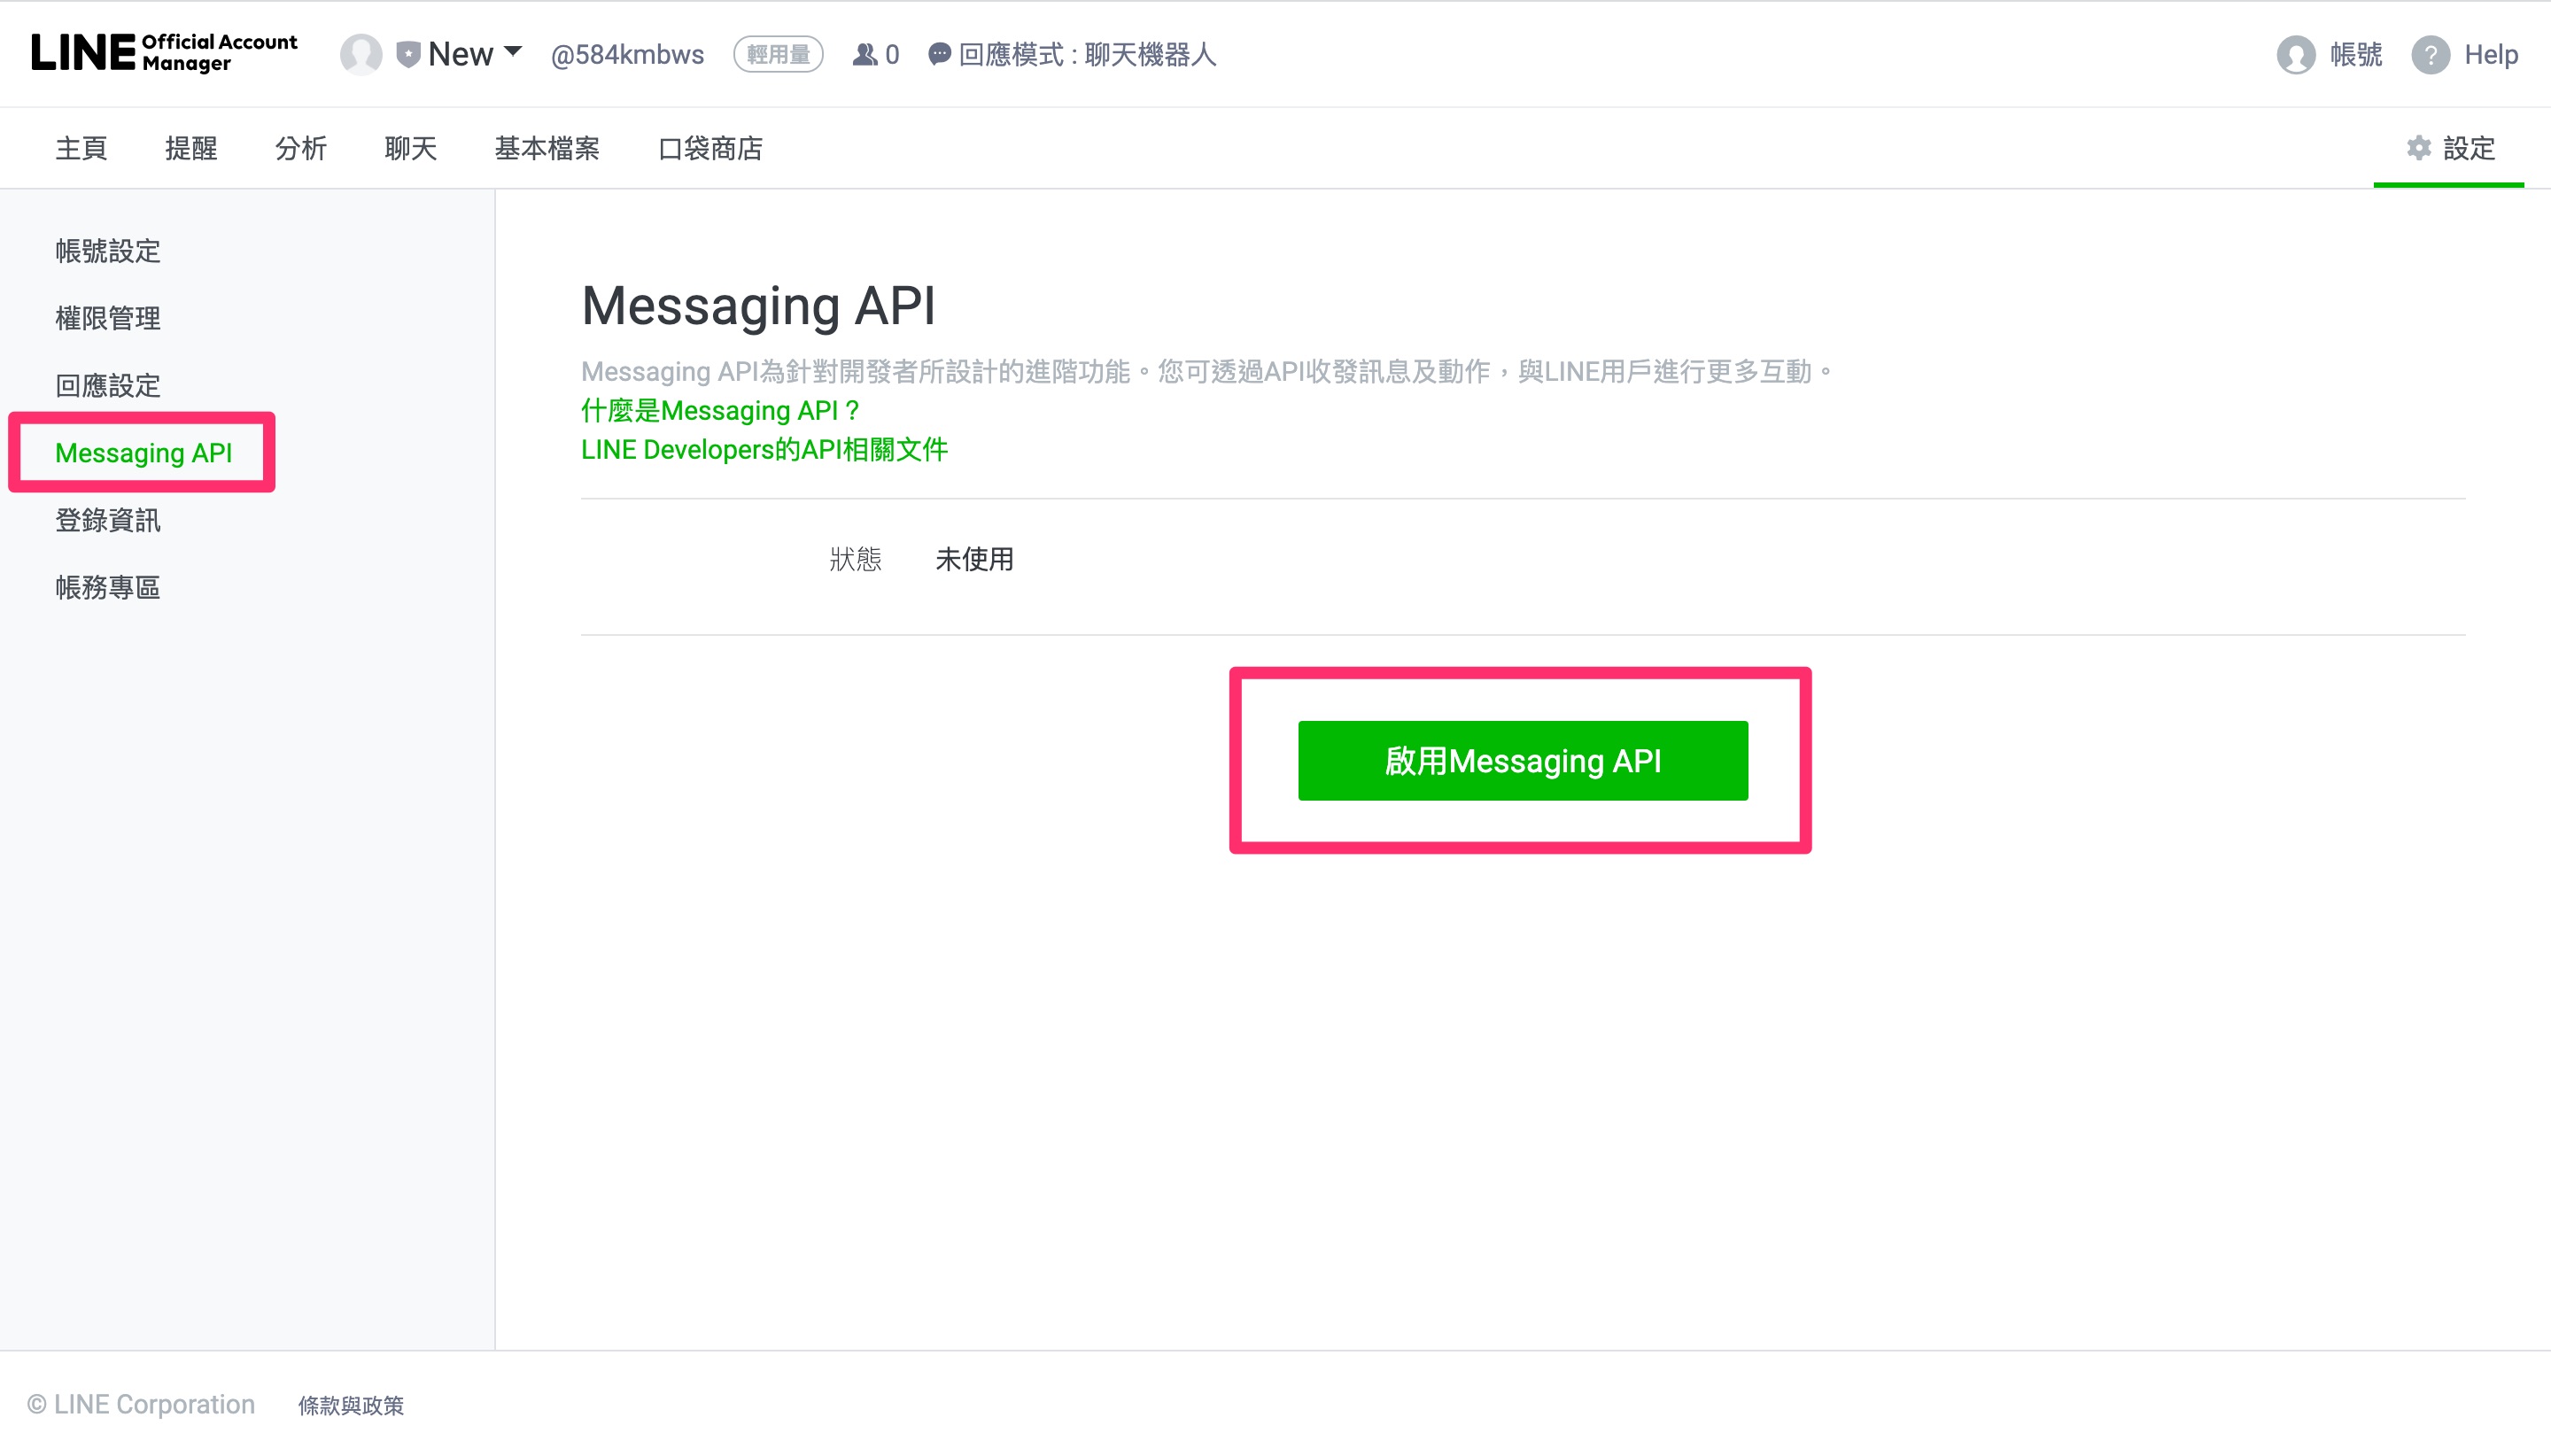 LINE Official Account Manager
New
@584kmbws
輕用量
0
回應模式 : 聊天機器人
帳號
? Help
主頁
提醒
分析
聊天
基本檔案
口袋商店
設定
帳號設定
權限管理
回應設定
Messaging API
登錄資訊
帳務專區
Messaging API
Messaging API為針對開發者所設計的進階功能。您可透過API收發訊息及動作，與LINE用戶進行更多互動。
什麼是Messaging API？
LINE Developers的API相關文件
狀態 未使用
啟用Messaging API
© LINE Corporation
條款與政策